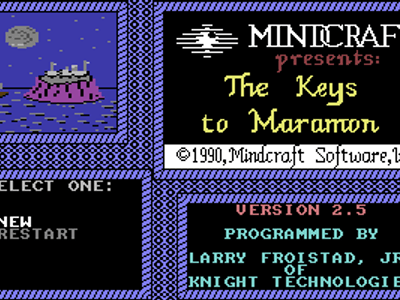 MINDCRAF
presents:
The Keys
to Maramon
©1990, Mindcraft Software, I
ELECT ONE:
NEW
RESTART
VERSION 2.5
PROGRAMMED BY
LARRY FROISTAD, JR
OF
KNIGHT TECHNOLOGIE